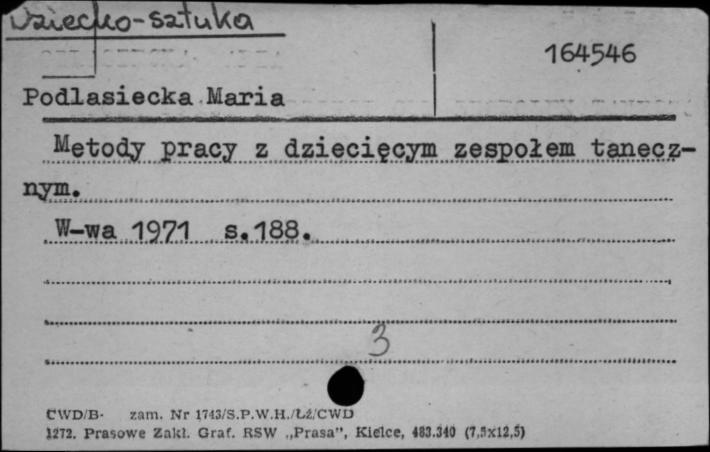 Dziecko-sztuka
164546
Podlasiecka Maria
Metody pracy z dziecięcym zespołem tanecz-
nym.
W-wa 1971 s.188.
3
CWD/B- zam. Nr 1743/S.P.W.H./Łź/CWD
1272. Prasowe Zakł. Graf. RSW „Prasa”, Kielce, 483.340 (7,5x12,5)